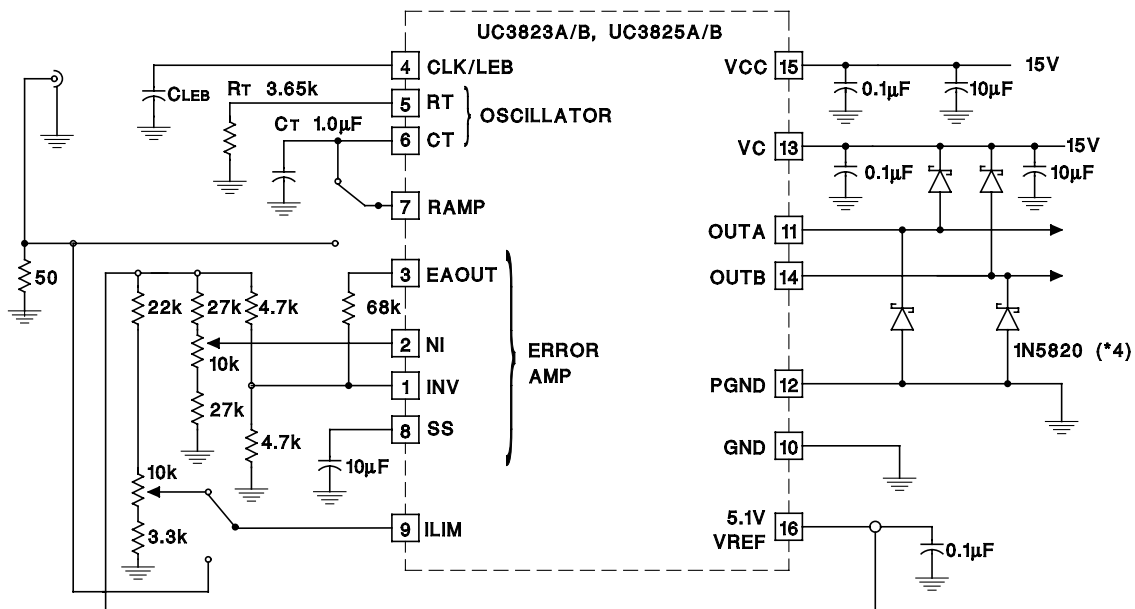 UC3823A/B, UC3825A/B
4 CLK/LEB
CLEB
RT 3.65k
5 RT
OSCILLATOR
CT 1.0μF
6 CT
7 RAMP
50
3 EAOUT
22k
27k
4.7k
68k
2 NI
10k
ERROR
AMP
1 INV
27k
8 SS
4.7k
10μF
10k
3.3k
9 ILIM
VCC 15
15V
0.1μF
10μF
VC 13
15V
0.1μF
10μF
OUTA 11
OUTB 14
1N5820 (*4)
PGND 12
GND 10
5.1V
VREF 16
0.1μF